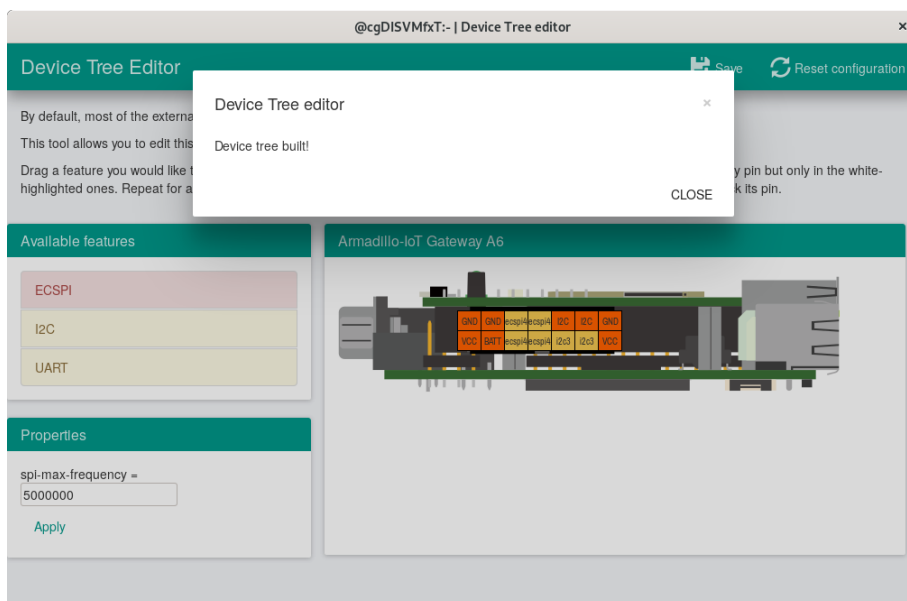 @cgDISVMfxT:- | Device Tree editor
×
Device Tree Editor
Save
Reset configuration
Device Tree editor
×
Device tree built!
CLOSE
By default, most of the externa
This tool allows you to edit this
Drag a feature you would like t
y pin but only in the white-
highlighted ones. Repeat for a
k its pin.
Available features
ECSPI
I2C
UART
Armadillo-IoT Gateway A6
GND GND ecspi4 ecspi4 I2C I2C GND
VCC BATT ecspi4 ecspi4 i2c3 i2c3 VCC
Properties
spi-max-frequency =
5000000
Apply